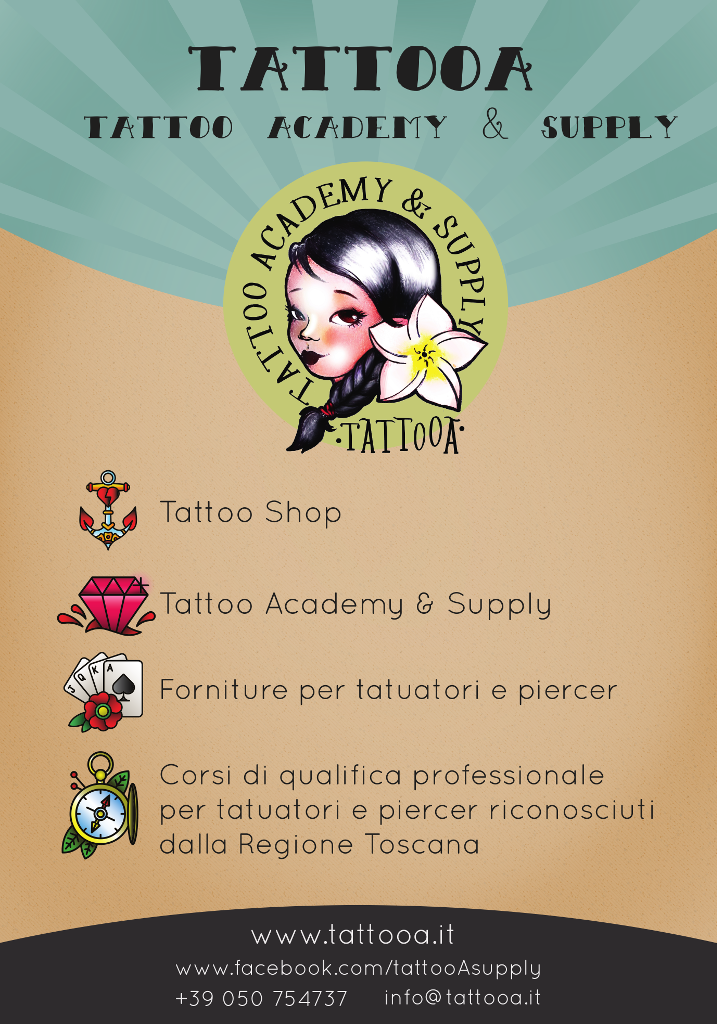 TATTOOA
TATTOO ACADEMY & SUPPLY
TATTOO ACADEMY & SUPPLY
·TATTOOA·
Tattoo Shop
Tattoo Academy & Supply
J Q K A
Forniture per tatuatori e piercer
Corsi di qualifica professionale
per tatuatori e piercer riconosciuti
dalla Regione Toscana
www.tattooa.it
www.facebook.com/tattooAsupply
+39 050 754737 info@tattooa.it